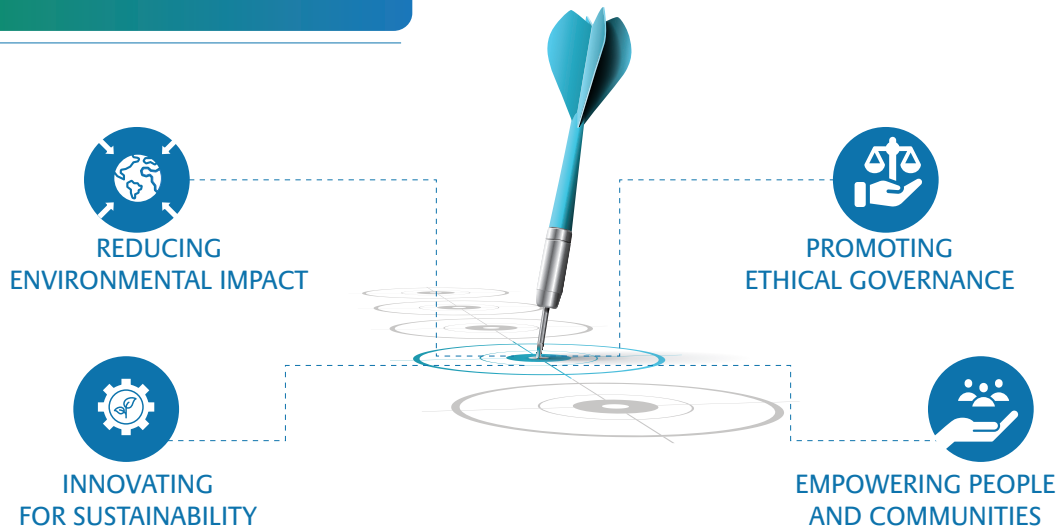 REDUCING
ENVIRONMENTAL IMPACT
PROMOTING
ETHICAL GOVERNANCE
INNOVATING
FOR SUSTAINABILITY
EMPOWERING PEOPLE
AND COMMUNITIES